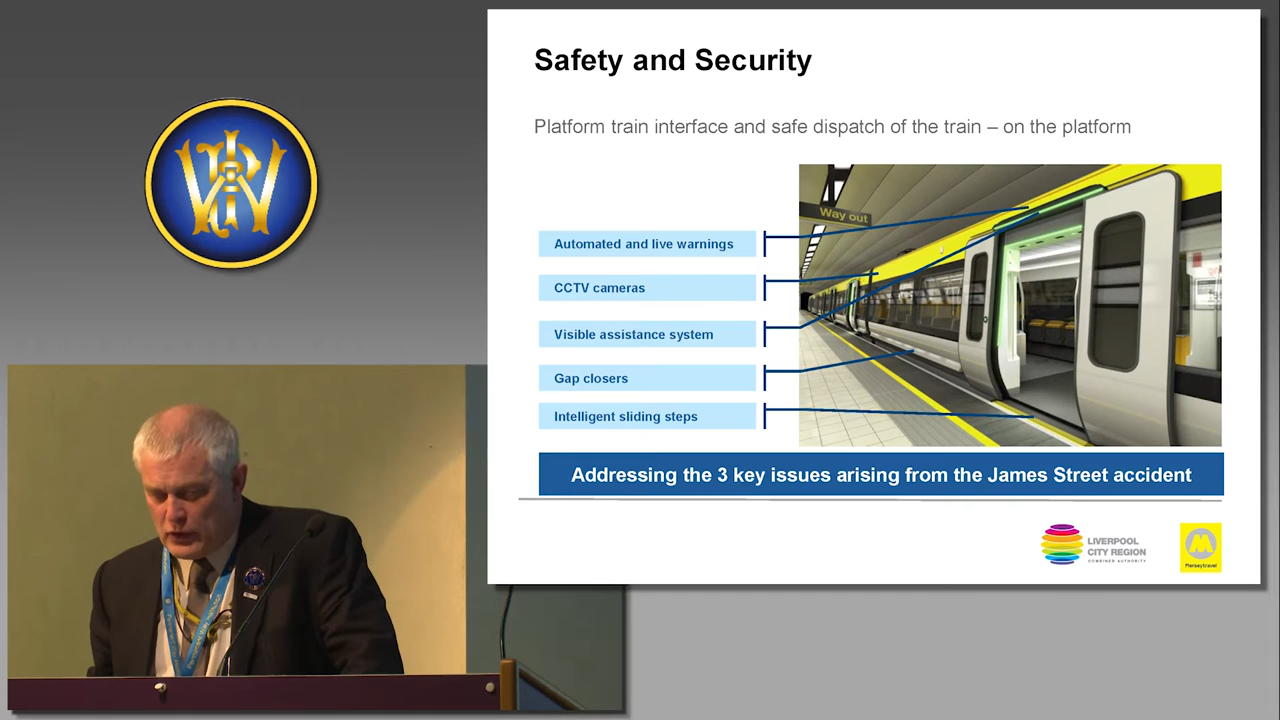 Safety and Security
Platform train interface and safe dispatch of the train – on the platform
Way out
Automated and live warnings
CCTV cameras
Visible assistance system
Gap closers
Intelligent sliding steps
Addressing the 3 key issues arising from the James Street accident
LIVERPOOL
CITY REGION
COMBINED AUTHORITY
Merseytravel